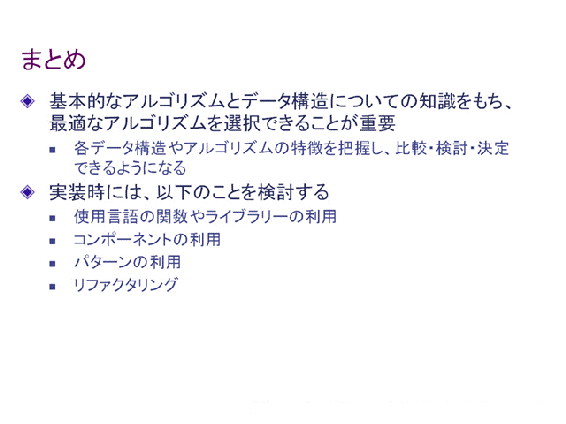 まとめ
基本的なアルゴリズムとデータ構造についての知識をもち、
最適なアルゴリズムを選択できることが重要
各データ構造やアルゴリズムの特徴を把握し、比較・検討・決定
できるようになる
実装時には、以下のことを検討する
使用言語の関数やライブラリーの利用
コンポーネントの利用
パターンの利用
リファクタリング